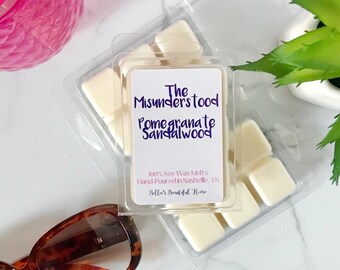 The
Misunderstood
Pomegranate
Sandalwood
100% Soy Wax Melts
Hand-Poured in Nashville, TN
Bella's Beautiful Home